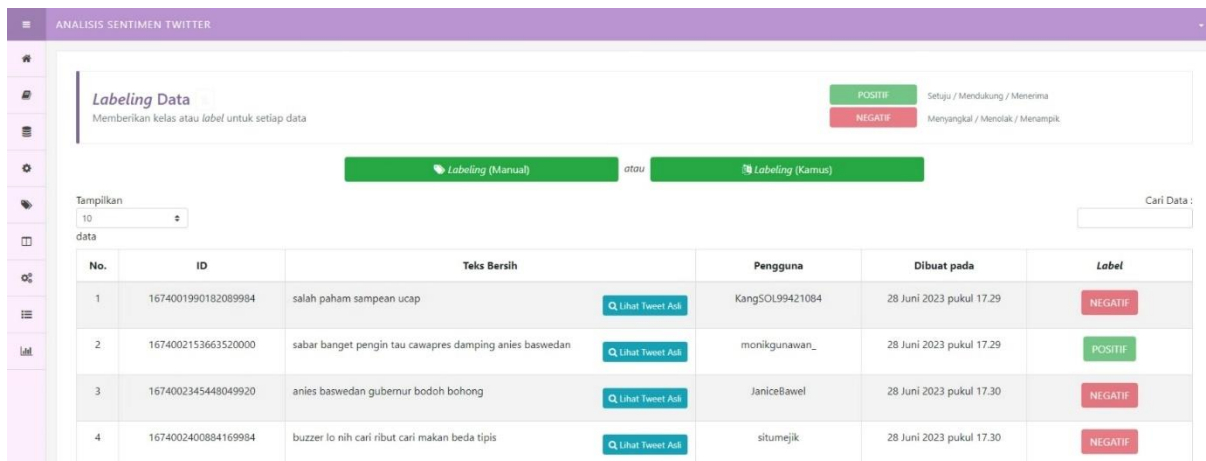 ANALISIS SENTIMEN TWITTER
Labeling Data
Memberikan kelas atau label untuk setiap data
POSITIF Setuju / Mendukung / Menerima
NEGATIF Menyangkal / Menolak / Menampik
Labeling (Manual) atau Labeling (Kamus)
Tampilkan
Cari Data :
10
data
No. ID Teks Bersih Pengguna Dibuat pada Label
1 1674001990182089984 salah paham sampean ucap Lihat Tweet Asli KangSOL99421084 28 Juni 2023 pukul 17.29 NEGATIF
2 1674002153663520000 sabar banget pengin tau cawapres damping anies baswedan Lihat Tweet Asli monikgunawan_ 28 Juni 2023 pukul 17.29 POSITIF
3 1674002345448049920 anies baswedan gubernur bodoh bohong Lihat Tweet Asli JaniceBawel 28 Juni 2023 pukul 17.30 NEGATIF
4 1674002400884169984 buzzer lo nih cari ribut cari makan beda tipis Lihat Tweet Asli situmejik 28 Juni 2023 pukul 17.30 NEGATIF